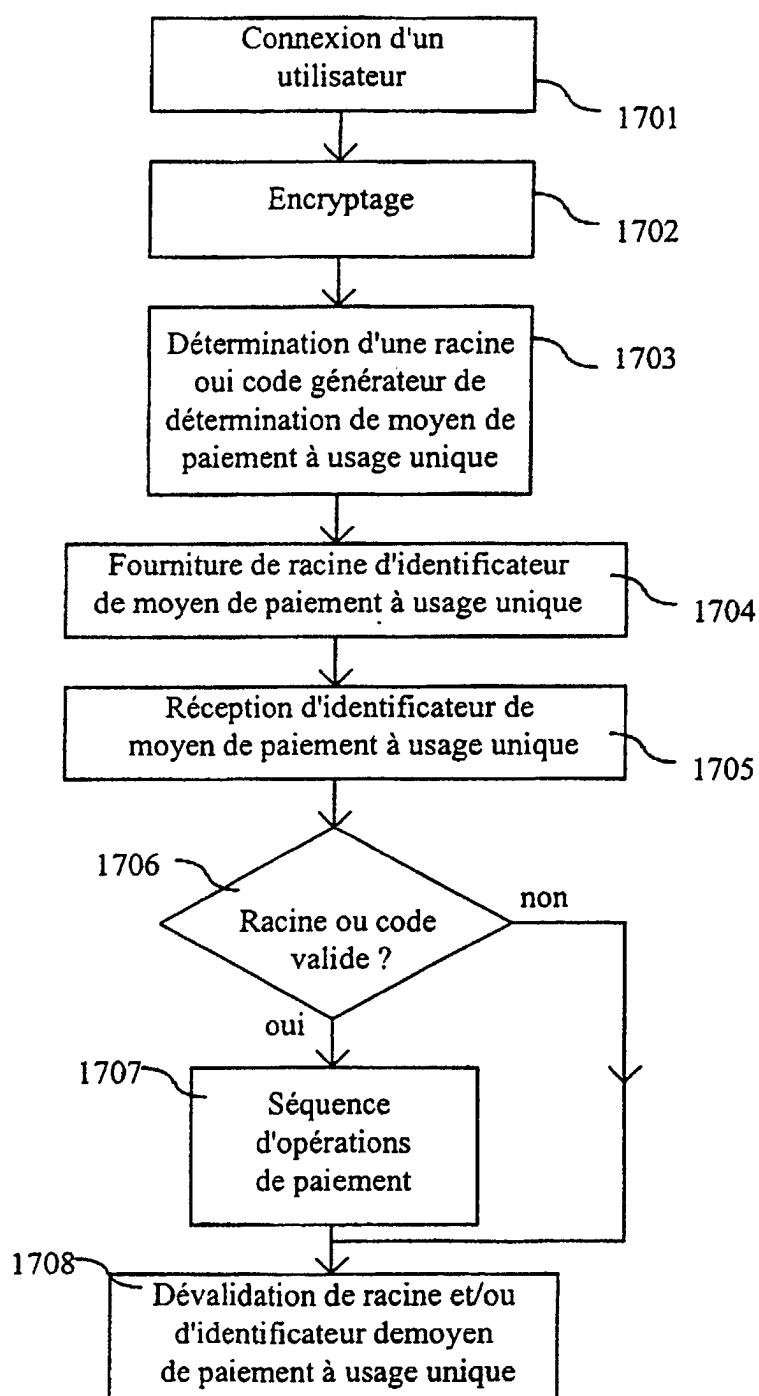 Connexion d'un
utilisateur
1701
Encryptage
1702
Détermination d'une racine
oui code générateur de
détermination de moyen de
paiement à usage unique
1703
Fourniture de racine d'identificateur
de moyen de paiement à usage unique
1704
Réception d'identificateur de
moyen de paiement à usage unique
1705
1706
Racine ou code
valide ?
non
oui
1707
Séquence
d'opérations
de paiement
1708
Dévalidation de racine et/ou
d'identificateur demoyen
de paiement à usage unique